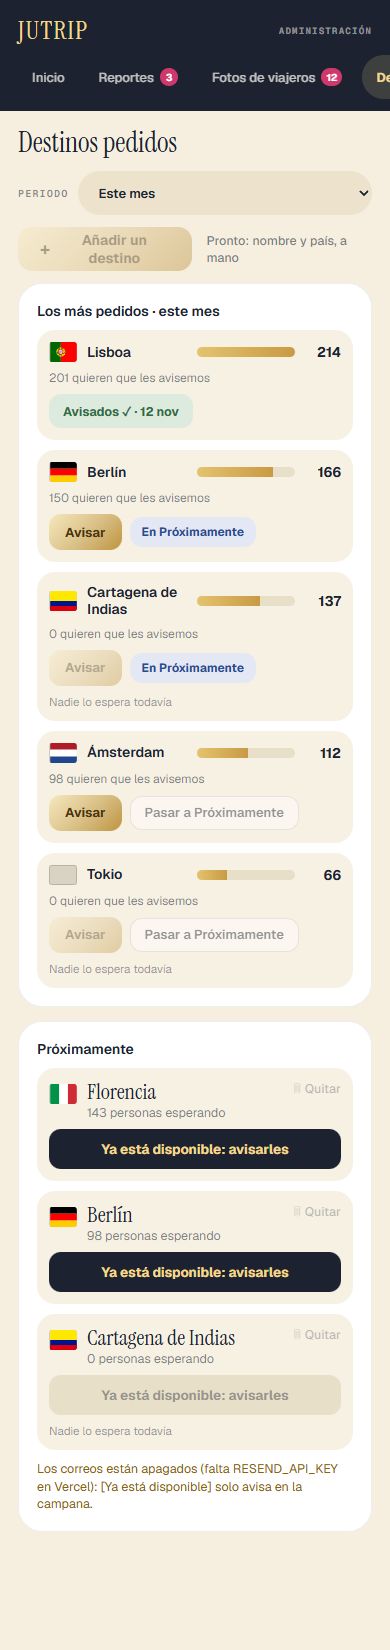 JUTRIP
ADMINISTRACIÓN
Inicio
Reportes 3
Fotos de viajeros 12
De
Destinos pedidos
PERIODO
Este mes
+ Añadir un
destino
Pronto: nombre y país, a
mano
Los más pedidos · este mes
Lisboa 214
201 quieren que les avisemos
Avisados ✓ · 12 nov
Berlín 166
150 quieren que les avisemos
Avisar En Próximamente
Cartagena de
Indias 137
0 quieren que les avisemos
Avisar En Próximamente
Nadie lo espera todavía
Ámsterdam 112
98 quieren que les avisemos
Avisar Pasar a Próximamente
Tokio 66
0 quieren que les avisemos
Avisar Pasar a Próximamente
Nadie lo espera todavía
Próximamente
Florencia Quitar
143 personas esperando
Ya está disponible: avisarles
Berlín Quitar
98 personas esperando
Ya está disponible: avisarles
Cartagena de Indias Quitar
0 personas esperando
Ya está disponible: avisarles
Nadie lo espera todavía
Los correos están apagados (falta RESEND_API_KEY
en Vercel): [Ya está disponible] solo avisa en la
campana.